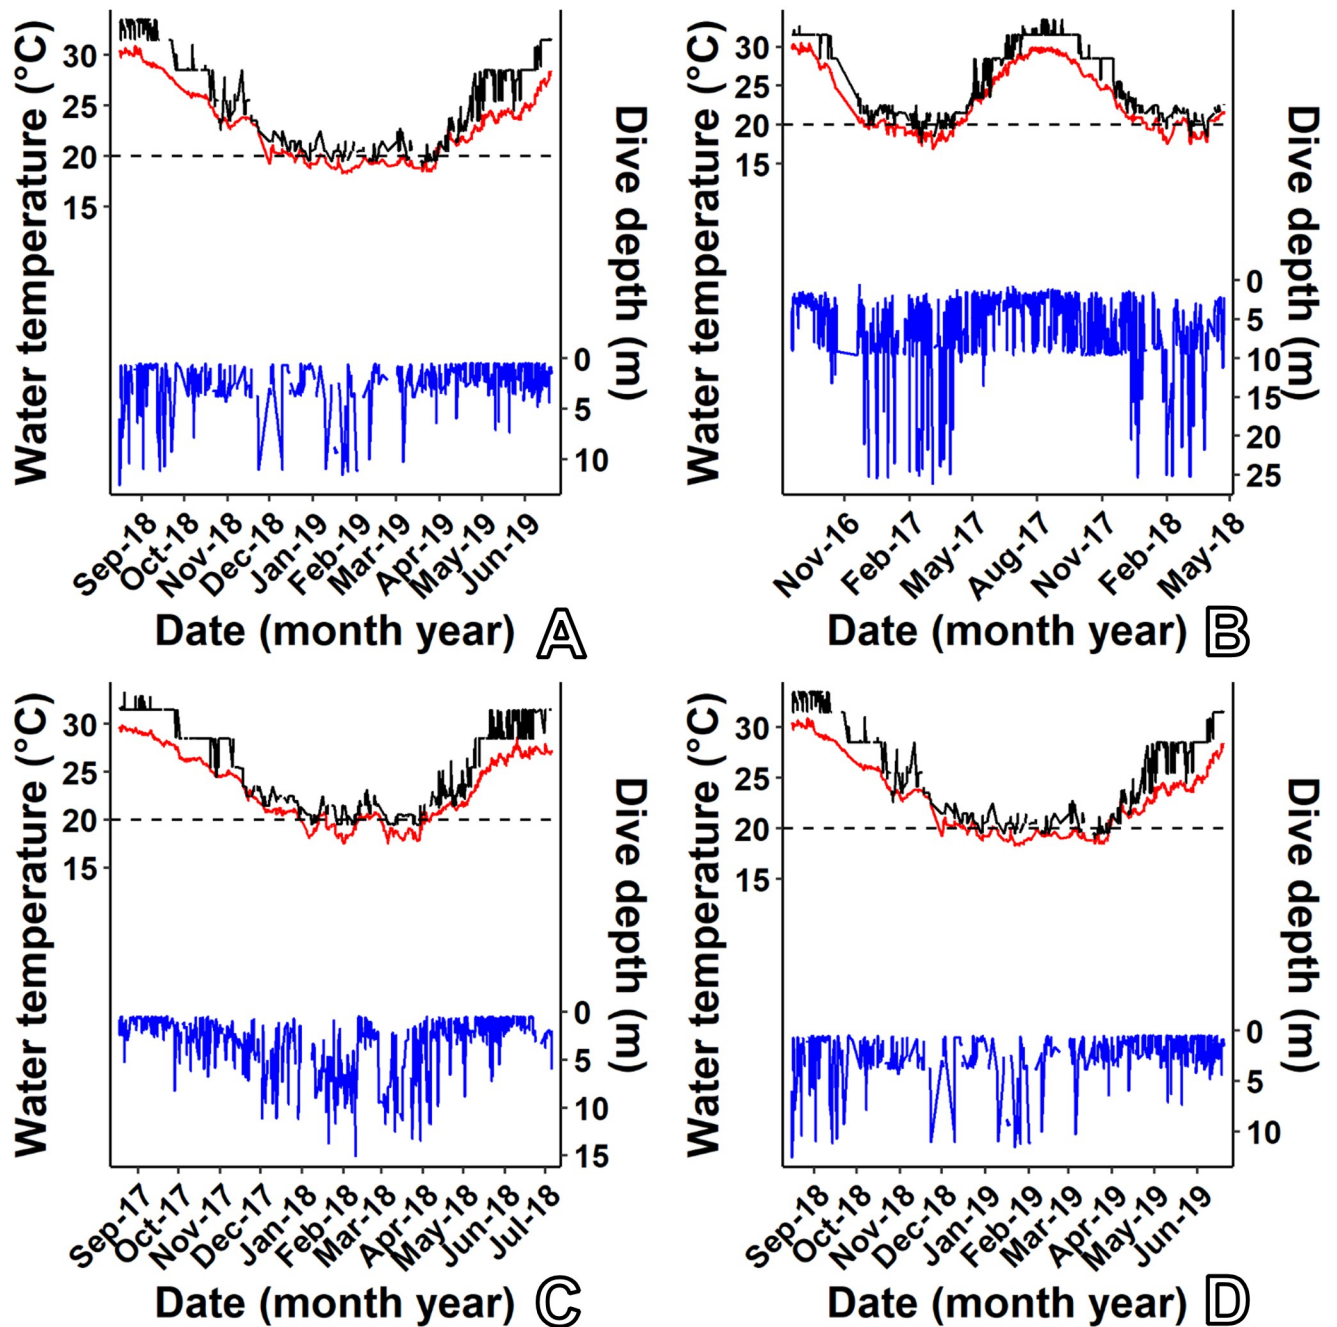 Water temperature (°C)
30
25
20
15
Dive depth (m)
0
5
10
Sep-18
Oct-18
Nov-18
Dec-18
Jan-19
Feb-19
Mar-19
Apr-19
May-19
Jun-19
Date (month year)
A
Water temperature (°C)
30
25
20
15
Dive depth (m)
0
5
10
15
20
25
Nov-16
Feb-17
May-17
Aug-17
Nov-17
Feb-18
May-18
Date (month year)
B
Water temperature (°C)
30
25
20
15
Dive depth (m)
0
5
10
15
Sep-17
Oct-17
Nov-17
Dec-17
Jan-18
Feb-18
Mar-18
Apr-18
May-18
Jun-18
Jul-18
Date (month year)
C
Water temperature (°C)
30
25
20
15
Dive depth (m)
0
5
10
Sep-18
Oct-18
Nov-18
Dec-18
Jan-19
Feb-19
Mar-19
Apr-19
May-19
Jun-19
Date (month year)
D